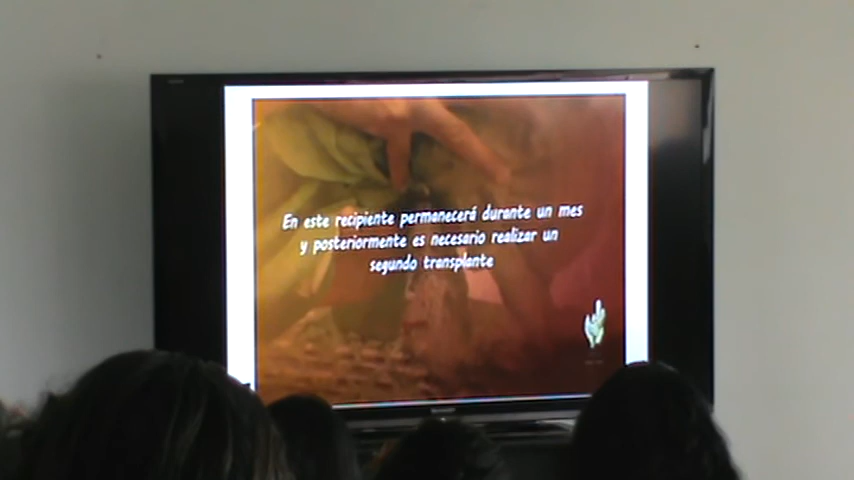 En este recipiente permanecerá durante un mes
y posteriormente es necesario realizar un
segundo transplante